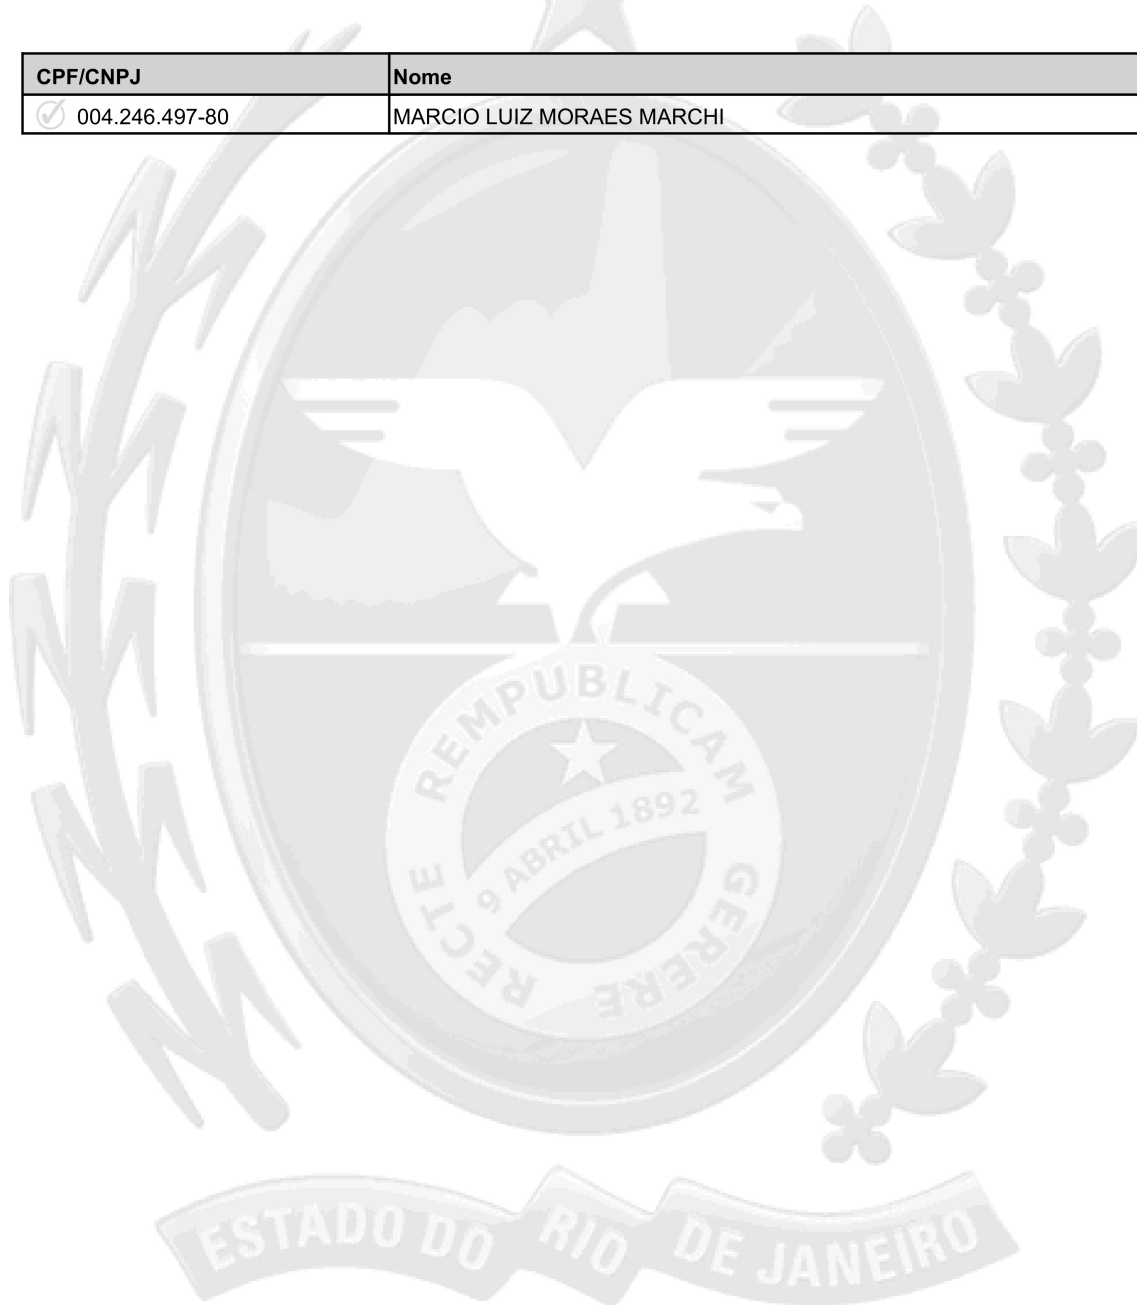 CPF/CNPJ Nome
004.246.497-80 MARCIO LUIZ MORAES MARCHI
RECTE REMPUBLICAM GERERE
9 ABRIL 1892
ESTADO DO RIO DE JANEIRO